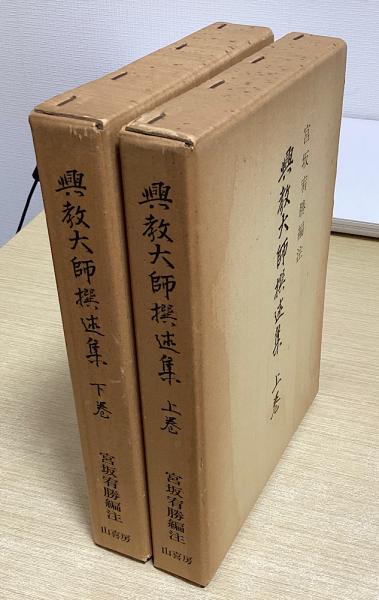 興教大師撰述集
下巻
宮坂宥勝編注
山喜房
興教大師撰述集
上巻
宮坂宥勝編注
山喜房
宮坂宥勝編注
興教大師撰述集 上巻